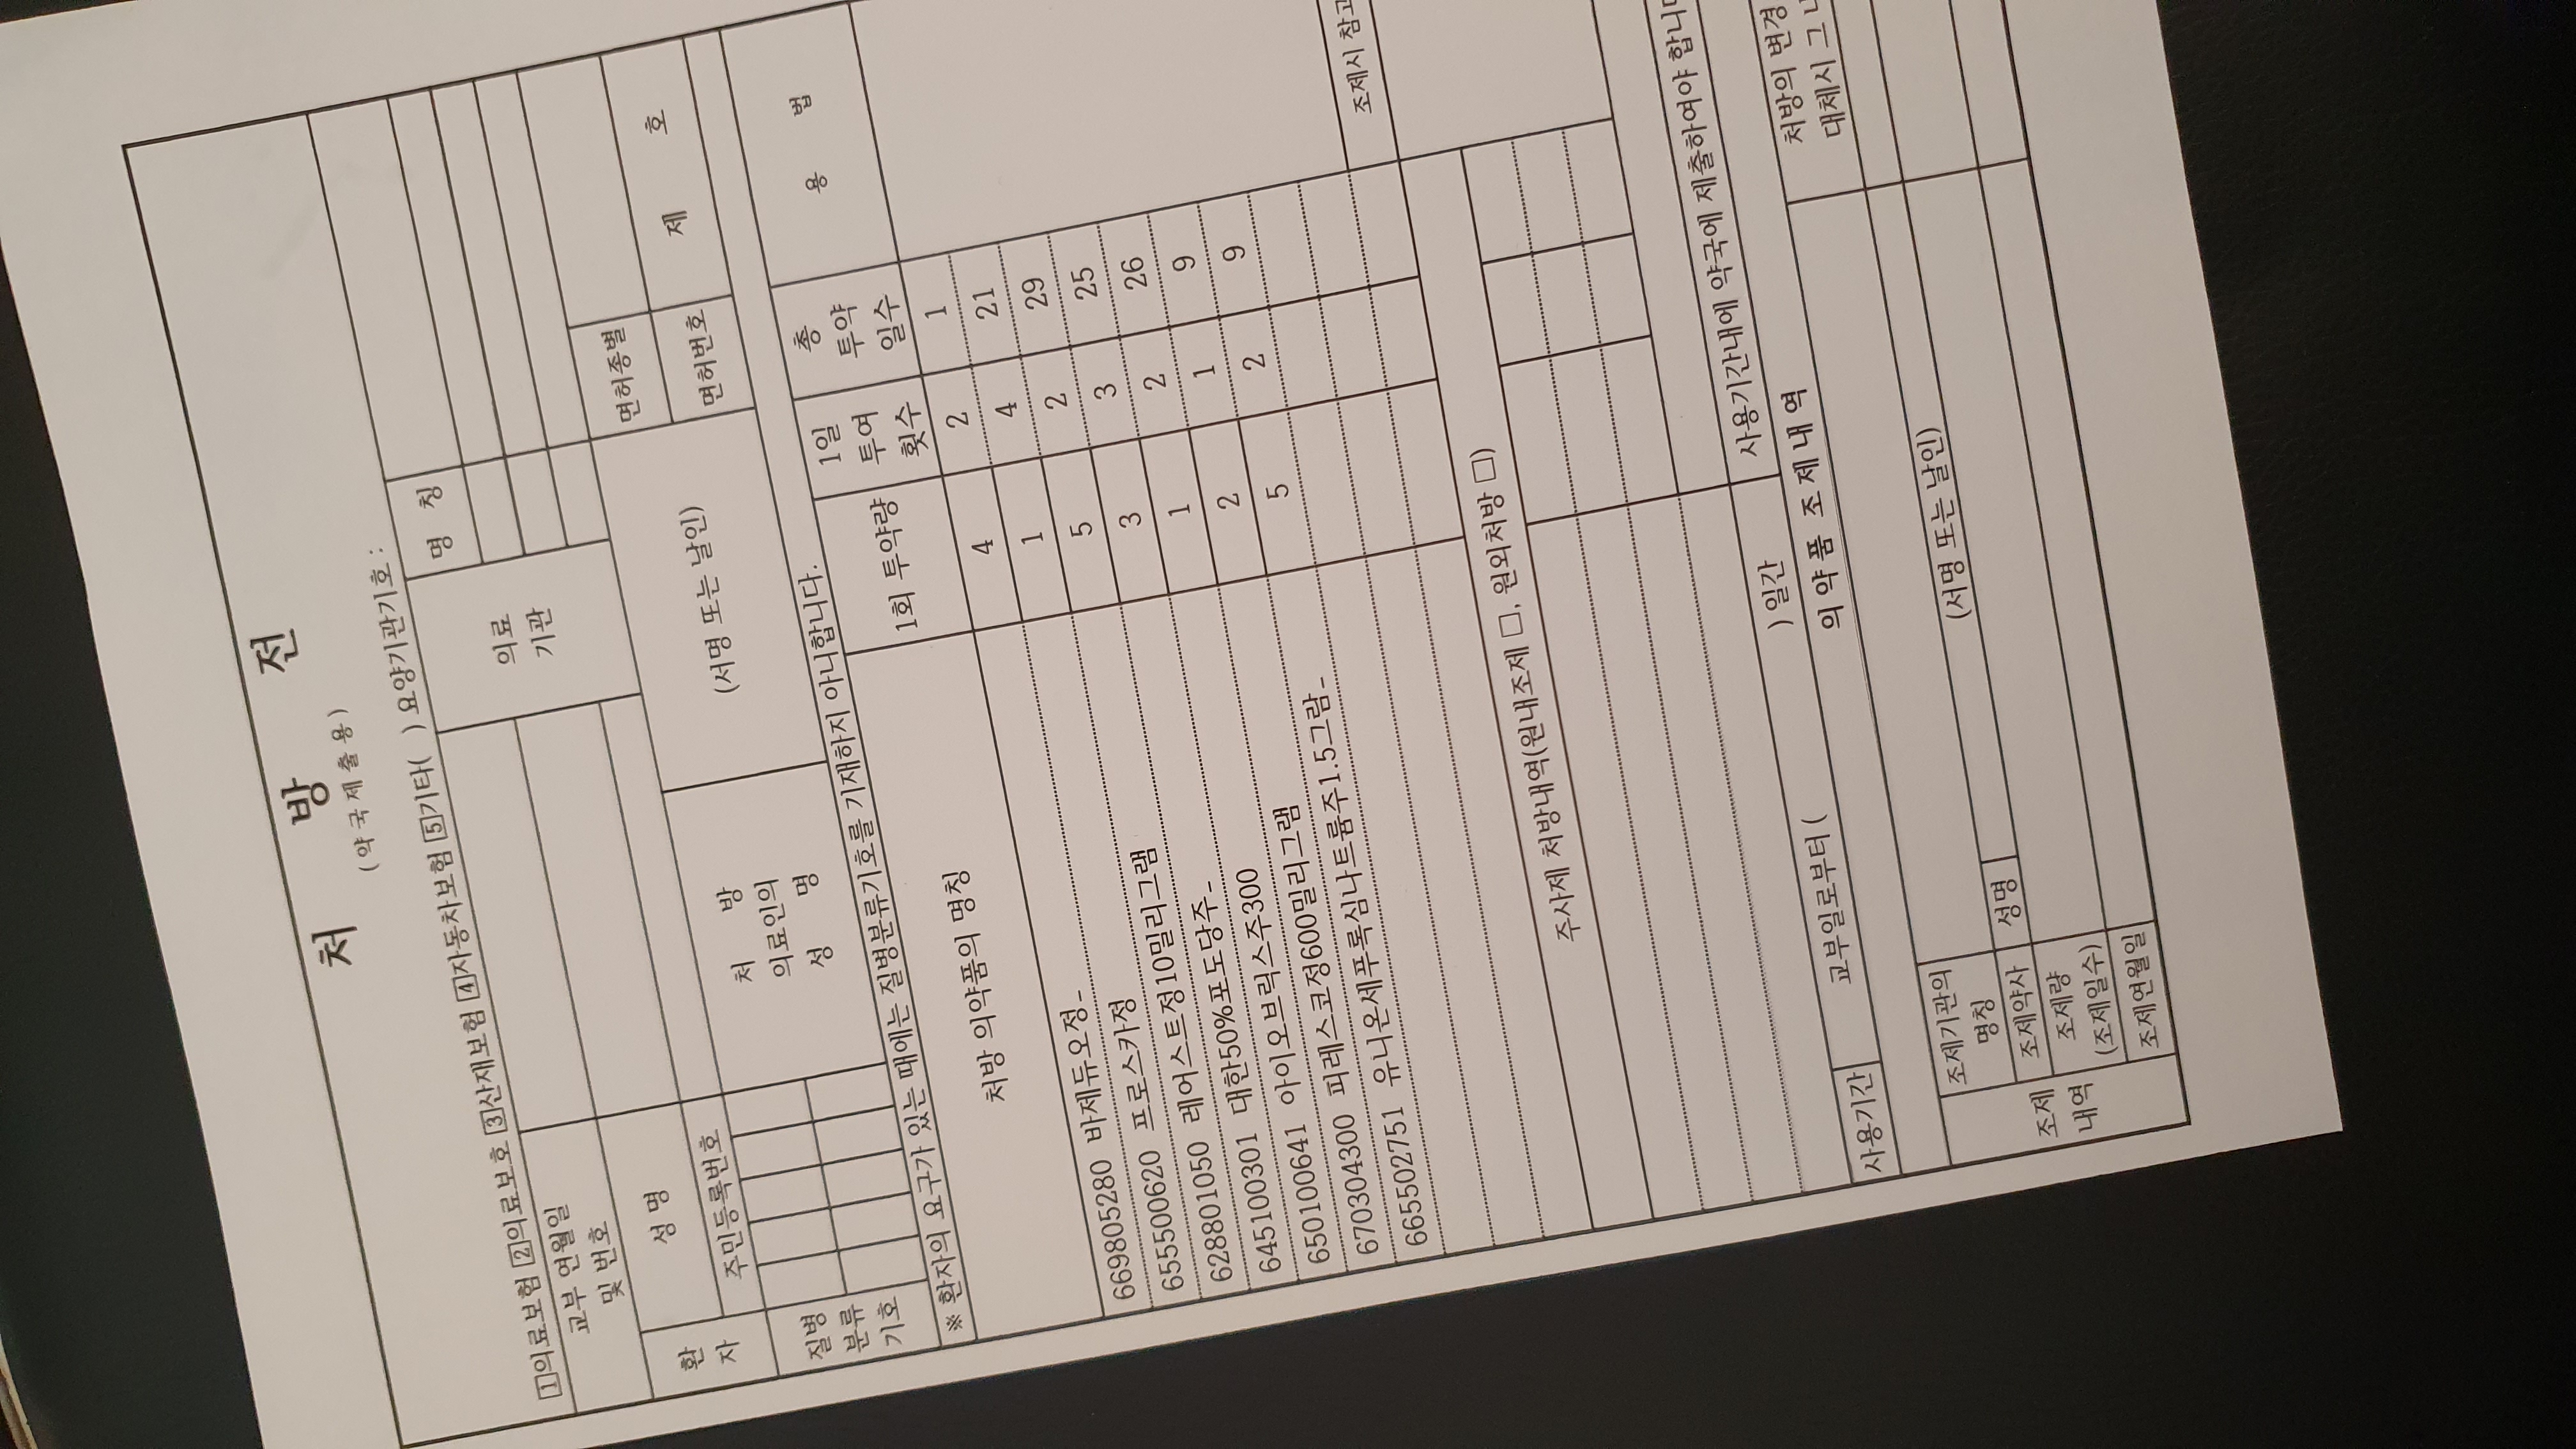 처 방 전
(약국제출용)
1의료보험 2의료보호 3산재보험 4자동차보험 5기타( ) 요양기관기호 :
교부 연월일
및 번호
의료
기관
명 칭
환
자
성 명
주민등록번호
질병
분류
기호
처 방
의료인의
성 명
(서명 또는 날인)
면허종별
면허번호
제 호
※ 환자의 요구가 있는 때에는 질병분류기호를 기재하지 아니합니다.
처방 의약품의 명칭
1회 투약량
1일
투여
횟수
총
투약
일수
용 법
669805280 바제듀오정_ 4 2 1
655500620 프로스카정 1 4 21
628801050 레어스트정10밀리그램 5 2 29
645100301 대한50%포도당주_ 3 3 25
650100641 아이오브릭스주300 1 2 26
670304300 피레스코정600밀리그램 2 1 9
665502751 유니온세푸록심나트륨주1.5그람_ 5 2 9
조제시 참고
주사제 처방내역(원내조제 □, 원외처방 □)
사용기간
교부일로부터 ( ) 일간
사용기간내에 약국에 제출하여야 합니
의 약 품 조 제 내 역
처방의 변경
대체시 그
조제
내역
조제기관의
명칭
조제약사
성명
(서명 또는 날인)
조제량
(조제일수)
조제연월일